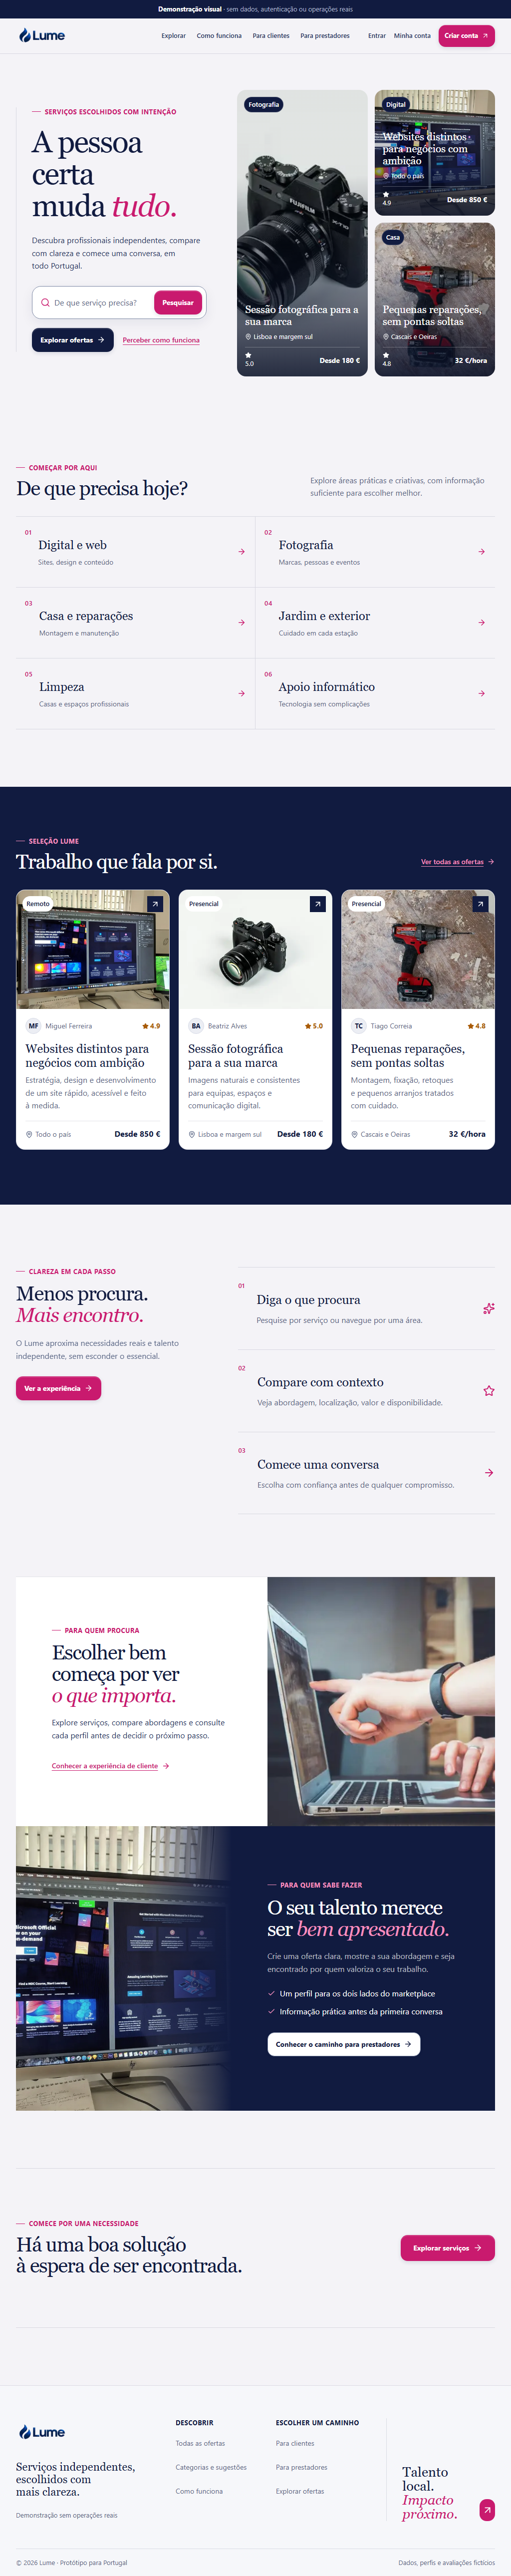 Demonstração visual · sem dados, autenticação ou operações reais
Lume
Explorar
Como funciona
Para clientes
Para prestadores
Entrar
Minha conta
Criar conta
SERVIÇOS ESCOLHIDOS COM INTENÇÃO
A pessoa
certa
muda tudo.
Descubra profissionais independentes, compare
com clareza e comece uma conversa, em
todo Portugal.
De que serviço precisa?
Pesquisar
Explorar ofertas
Perceber como funciona
Fotografia
FUJIFILM
Sessão fotográfica para a
sua marca
Lisboa e margem sul
5.0
Desde 180 €
Digital
Websites distintos
para negócios com
ambição
Todo o país
4.9
Desde 850 €
Casa
Pequenas reparações,
sem pontas soltas
Cascais e Oeiras
4.8
32 €/hora
COMEÇAR POR AQUI
De que precisa hoje?
Explore áreas práticas e criativas, com informação
suficiente para escolher melhor.
01
Digital e web
Sites, design e conteúdo
02
Fotografia
Marcas, pessoas e eventos
03
Casa e reparações
Montagem e manutenção
04
Jardim e exterior
Cuidado em cada estação
05
Limpeza
Casas e espaços profissionais
06
Apoio informático
Tecnologia sem complicações
SELEÇÃO LUME
Trabalho que fala por si.
Ver todas as ofertas
Remoto
MF
Miguel Ferreira
4.9
Websites distintos para
negócios com ambição
Estratégia, design e desenvolvimento
de um site rápido, acessível e feito
à medida.
Todo o país
Desde 850 €
Presencial
BA
Beatriz Alves
5.0
Sessão fotográfica
para a sua marca
Imagens naturais e consistentes
para equipas, espaços e
comunicação digital.
Lisboa e margem sul
Desde 180 €
Presencial
TC
Tiago Correia
4.8
Pequenas reparações,
sem pontas soltas
Montagem, fixação, retoques
e pequenos arranjos tratados
com cuidado.
Cascais e Oeiras
32 €/hora
CLAREZA EM CADA PASSO
Menos procura.
Mais encontro.
O Lume aproxima necessidades reais e talento
independente, sem esconder o essencial.
Ver a experiência
01
Diga o que procura
Pesquise por serviço ou navegue por uma área.
02
Compare com contexto
Veja abordagem, localização, valor e disponibilidade.
03
Comece uma conversa
Escolha com confiança antes de qualquer compromisso.
PARA QUEM PROCURA
Escolher bem
começa por ver
o que importa.
Explore serviços, compare abordagens e consulte
cada perfil antes de decidir o próximo passo.
Conhecer a experiência de cliente
PARA QUEM SABE FAZER
O seu talento merece
ser bem apresentado.
Crie uma oferta clara, mostre a sua abordagem e seja
encontrado por quem valoriza o seu trabalho.
Um perfil para os dois lados do marketplace
Informação prática antes da primeira conversa
Conhecer o caminho para prestadores
COMECE POR UMA NECESSIDADE
Há uma boa solução
à espera de ser encontrada.
Explorar serviços
Lume
Serviços independentes,
escolhidos com
mais clareza.
Demonstração sem operações reais
DESCOBRIR
Todas as ofertas
Categorias e sugestões
Como funciona
ESCOLHER UM CAMINHO
Para clientes
Para prestadores
Explorar ofertas
Talento
local.
Impacto
próximo.
© 2026 Lume · Protótipo para Portugal
Dados, perfis e avaliações fictícios